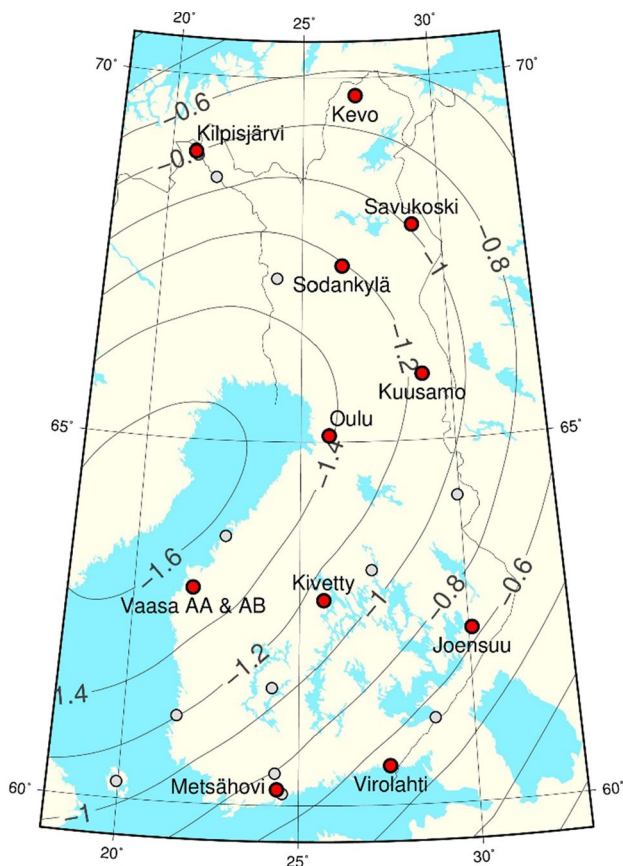 20° 25° 30°
70° 70°
−0.6
Kevo
Kilpisjärvi
Savukoski
−0.8
−1
Sodankylä
−1.2
Kuusamo
Oulu
65° 65°
−1.4
−1.6
Kivetty
Vaasa AA & AB
−0.6
−0.8
−1
Joensuu
−1.2
1.4
Metsähovi
Virolahti
60° 60°
−1
20° 25° 30°